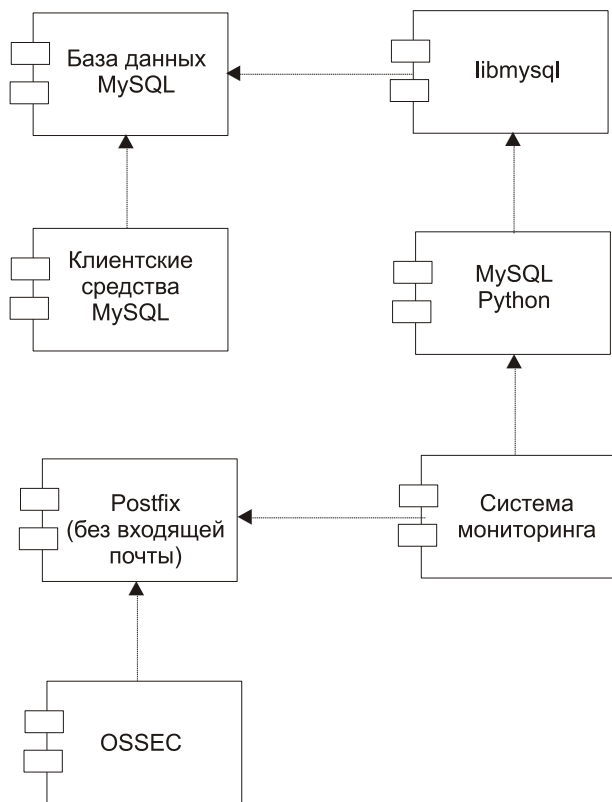 База данных
MySQL
libmysql
Клиентские
средства
MySQL
MySQL
Python
Postfix
(без входящей
почты)
Система
мониторинга
OSSEC